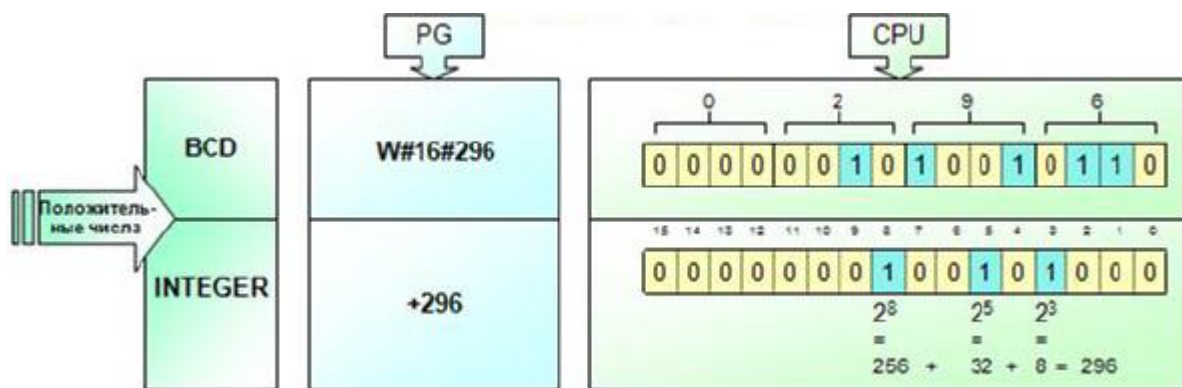 PG
CPU
0 2 9 6
BCD
W#16#296
0 0 0 0 0 0 1 0 1 0 0 1 0 1 1 0
Положитель-
ные числа
15 14 13 12 11 10 9 8 7 6 5 4 3 2 1 0
INTEGER
+296
0 0 0 0 0 0 0 1 0 0 1 0 1 0 0 0
2⁸ 2⁵ 2³
= = =
256 + 32 + 8 = 296